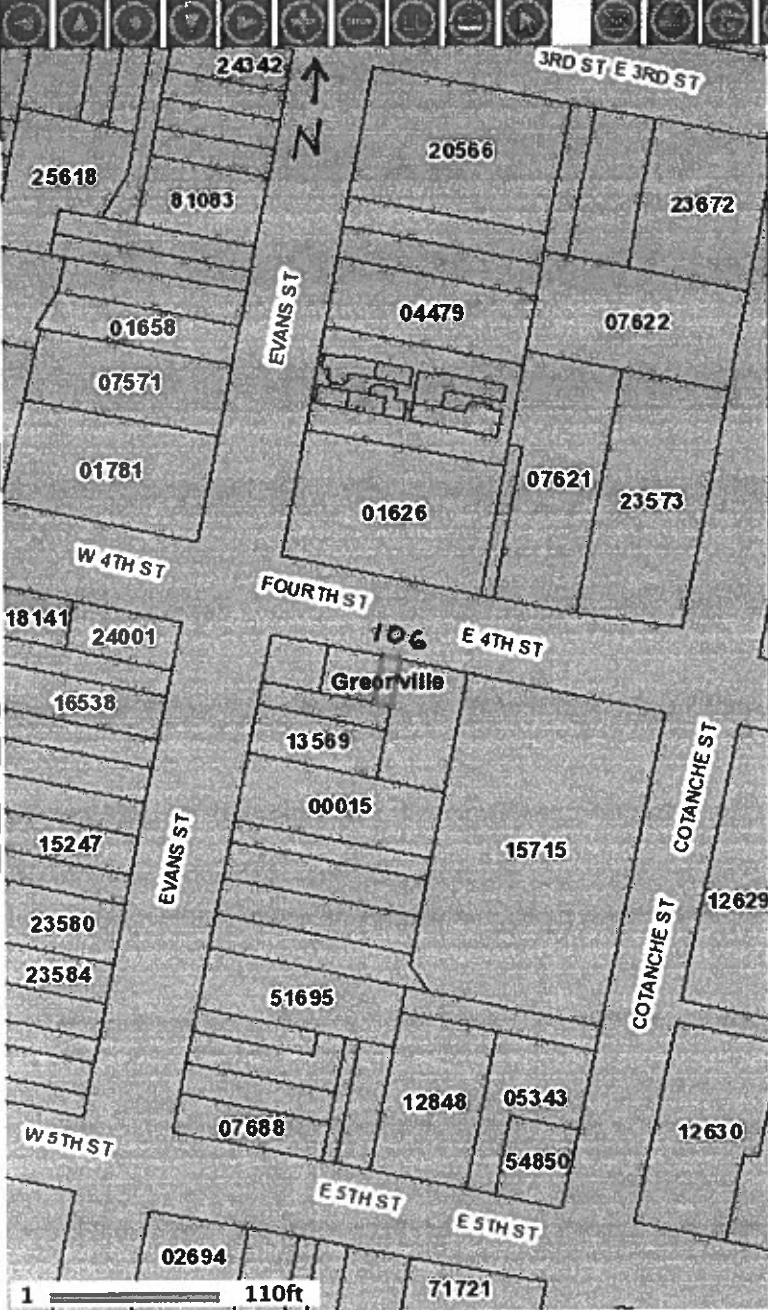 24342
3RD ST E 3RD ST
N
20566
25618
81083
23672
EVANS ST
01658
04479
07622
07571
01781
07621
23573
01626
W 4TH ST
FOURTH ST
18141
24001
106
E 4TH ST
Greenville
16538
13569
COTANCHE ST
00015
EVANS ST
15247
15715
12629
23580
COTANCHE ST
23584
51695
12848
05343
07688
12630
W 5TH ST
54850
E 5TH ST
E 5TH ST
02694
71721
1 110ft